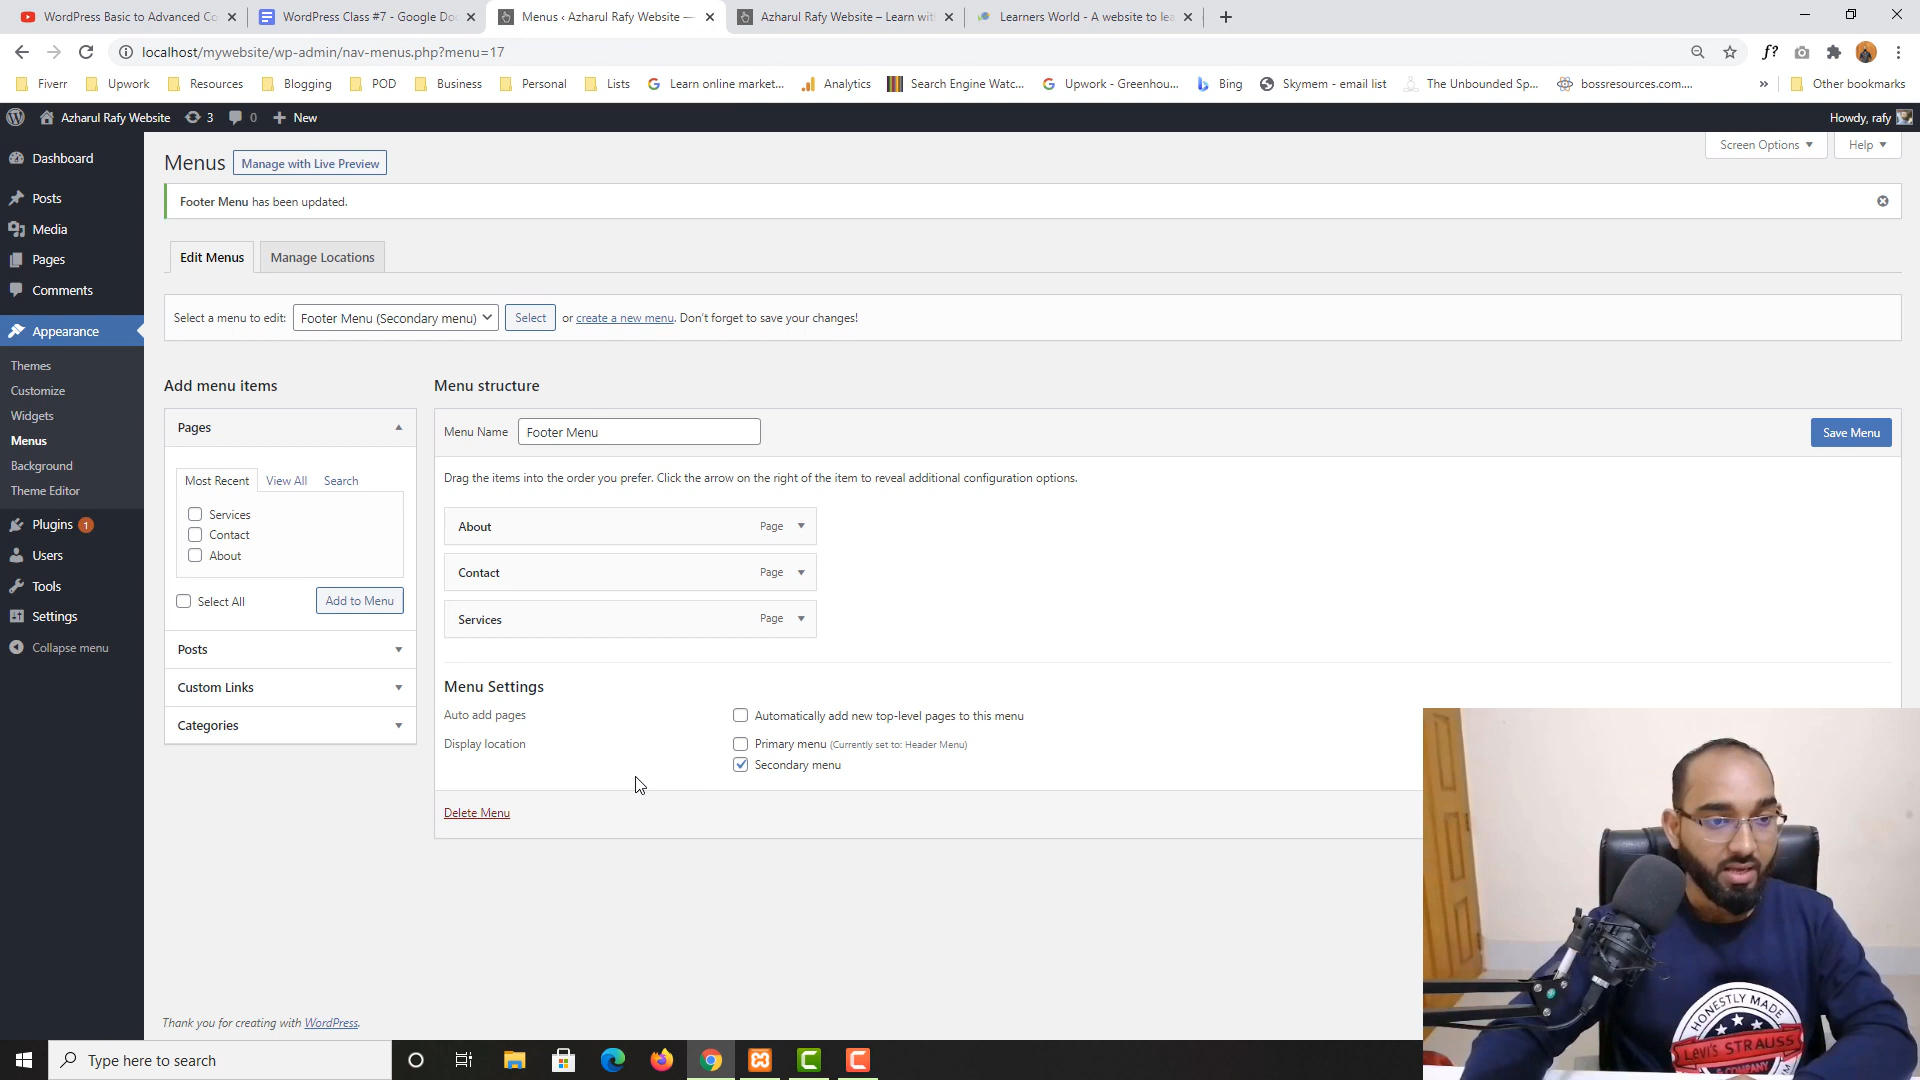 WordPress Basic to Advanced Co
WordPress Class #7 - Google Do
Menus ‹ Azharul Rafy Website —
Azharul Rafy Website – Learn wit
Learners World - A website to le
localhost/mywebsite/wp-admin/nav-menus.php?menu=17
Fiverr
Upwork
Resources
Blogging
POD
Business
Personal
Lists
Learn online market...
Analytics
Search Engine Watc...
Upwork - Greenhou...
Bing
Skymem - email list
The Unbounded Sp...
bossresources.com....
»
Other bookmarks
Azharul Rafy Website
3
0
New
Howdy, rafy
Dashboard
Posts
Media
Pages
Comments
Appearance
Themes
Customize
Widgets
Menus
Background
Theme Editor
Plugins 1
Users
Tools
Settings
Collapse menu
Screen Options
Help
Menus
Manage with Live Preview
Footer Menu has been updated.
Edit Menus
Manage Locations
Select a menu to edit:
Footer Menu (Secondary menu)
Select
or create a new menu. Don't forget to save your changes!
Add menu items
Pages
Most Recent
View All
Search
Services
Contact
About
Select All
Add to Menu
Posts
Custom Links
Categories
Menu structure
Menu Name
Footer Menu
Save Menu
Drag the items into the order you prefer. Click the arrow on the right of the item to reveal additional configuration options.
About
Page
Contact
Page
Services
Page
Menu Settings
Auto add pages
Automatically add new top-level pages to this menu
Display location
Primary menu (Currently set to: Header Menu)
Secondary menu
Delete Menu
Thank you for creating with WordPress.
HONESTLY MADE
LEVI'S STRAUSS
& COMPANY
Type here to search